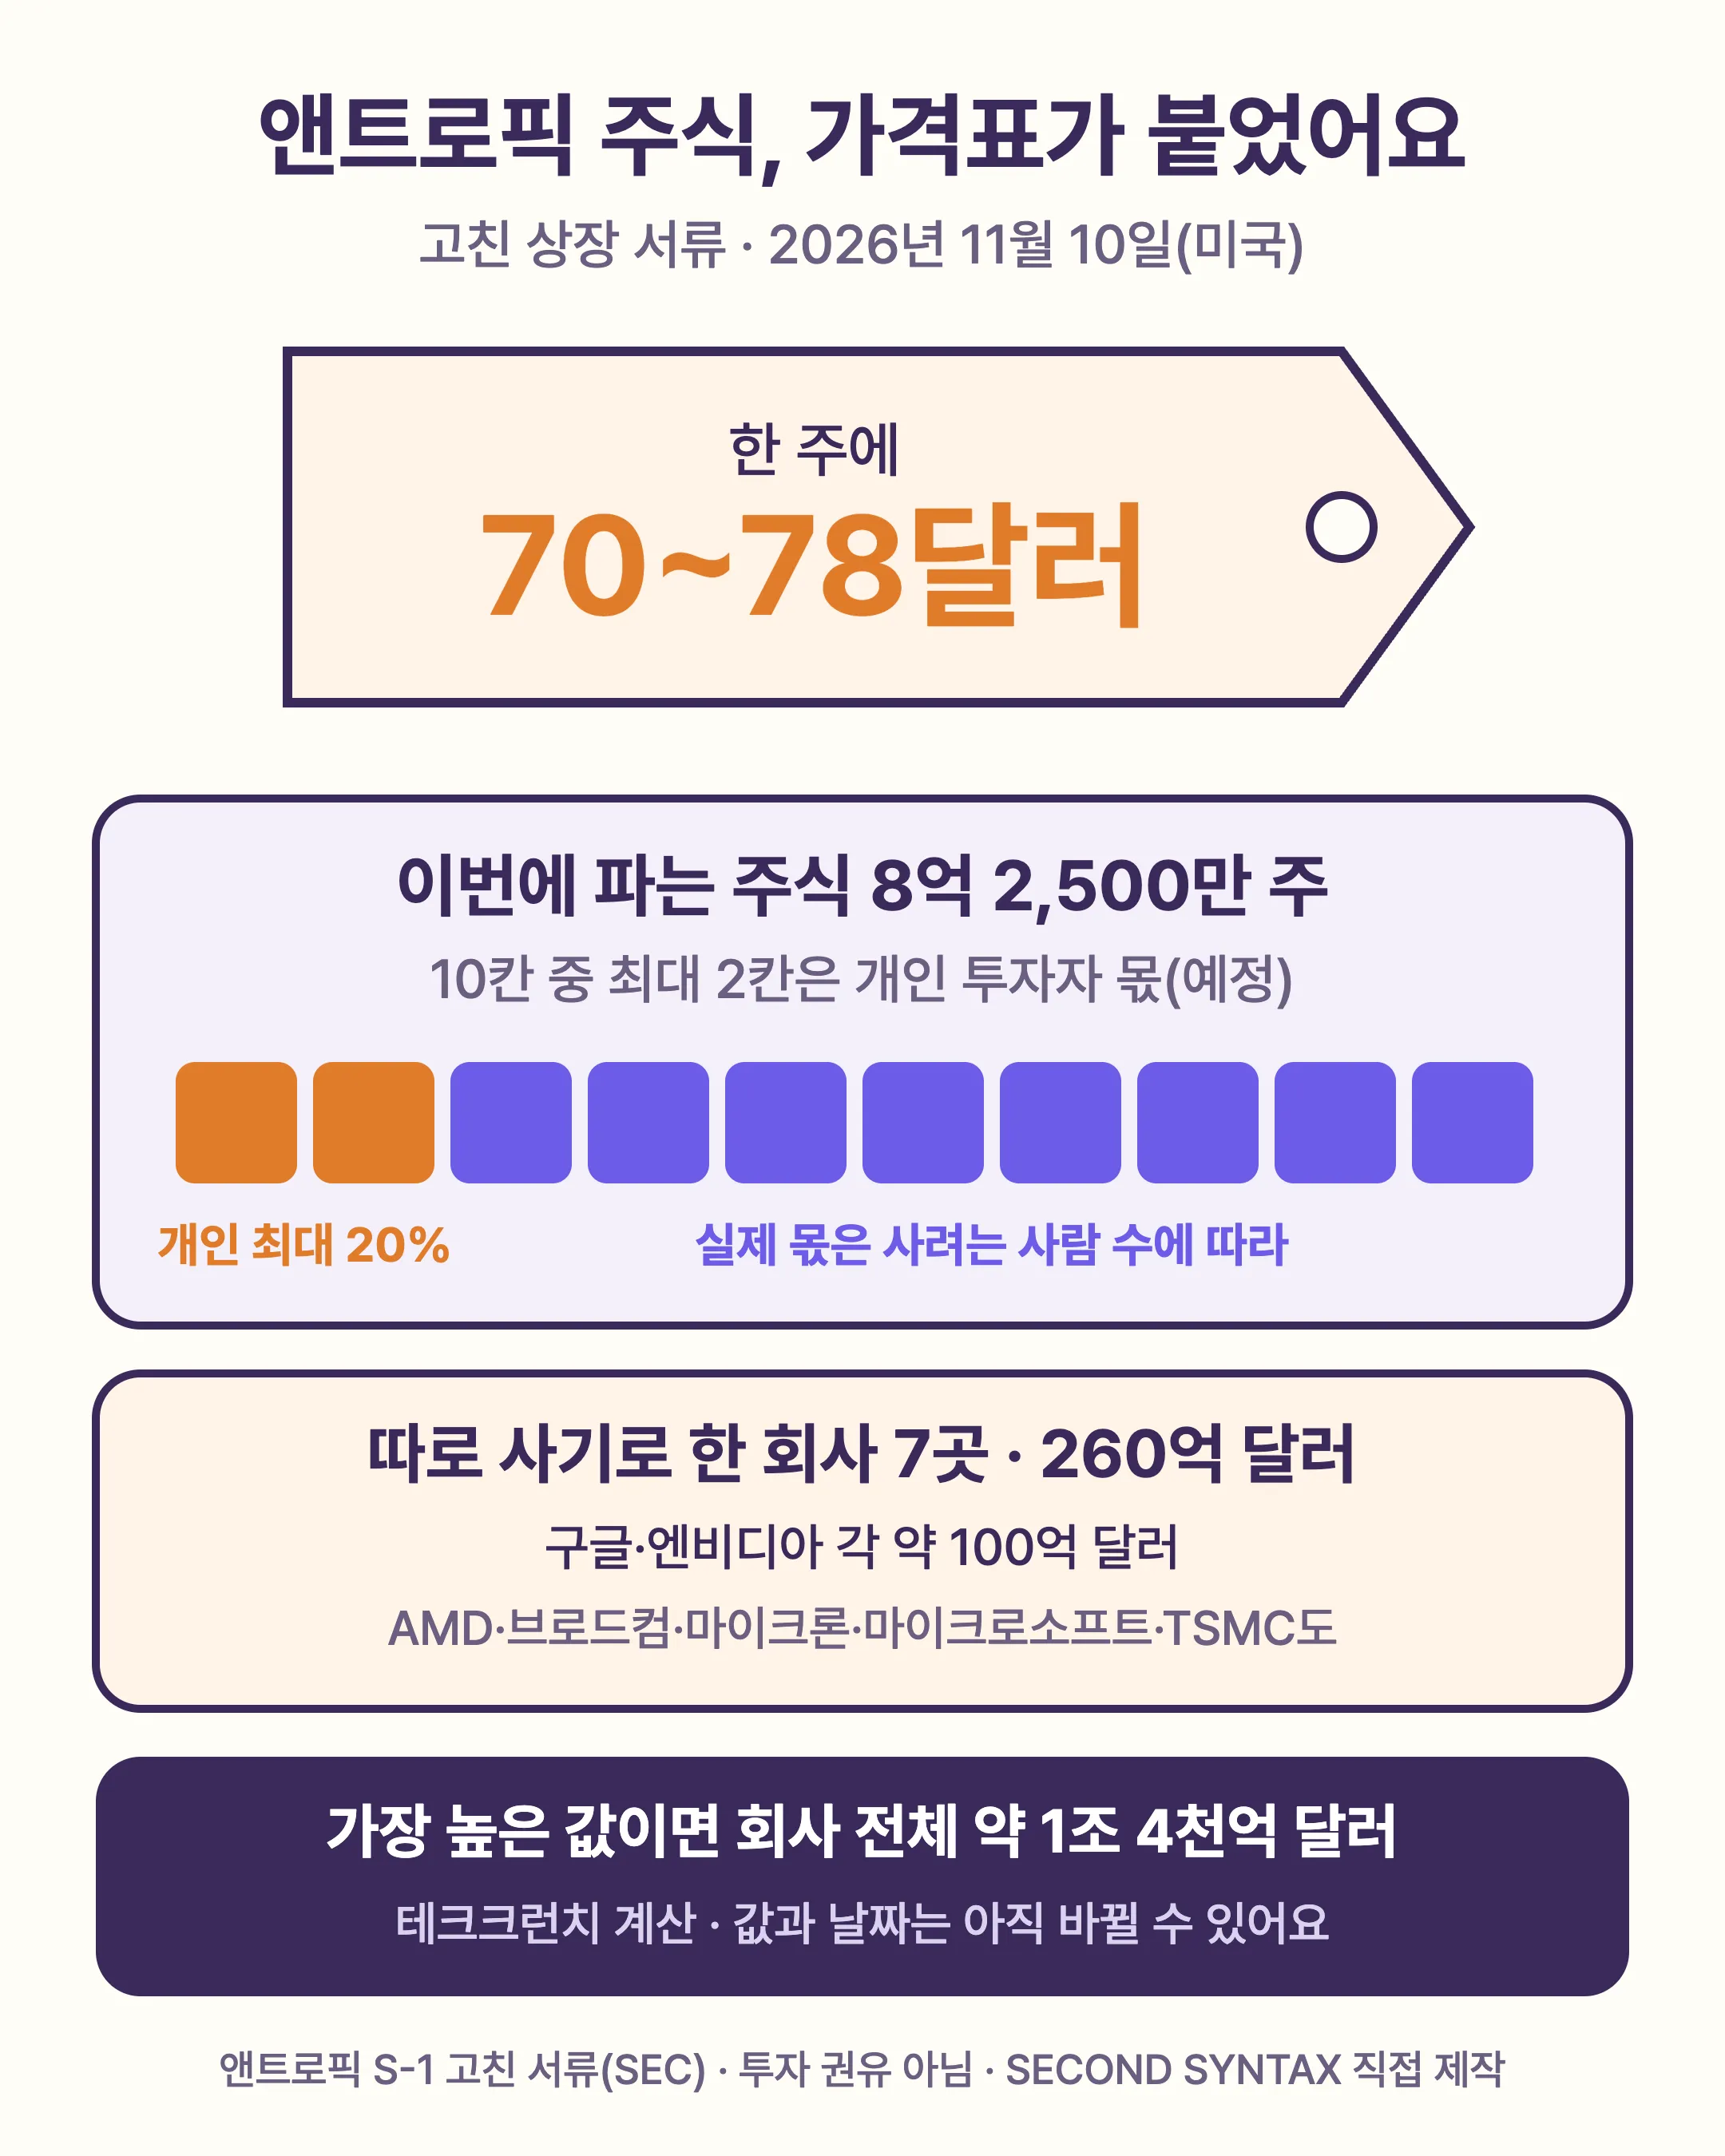 앤트로픽 주식, 가격표가 붙었어요
고친 상장 서류 · 2026년 11월 10일(미국)
한 주에
70~78달러
이번에 파는 주식 8억 2,500만 주
10칸 중 최대 2칸은 개인 투자자 몫(예정)
개인 최대 20%
실제 몫은 사려는 사람 수에 따라
따로 사기로 한 회사 7곳 · 260억 달러
구글·엔비디아 각 약 100억 달러
AMD·브로드컴·마이크론·마이크로소프트·TSMC도
가장 높은 값이면 회사 전체 약 1조 4천억 달러
테크크런치 계산 · 값과 날짜는 아직 바뀔 수 있어요
앤트로픽 S-1 고친 서류(SEC) · 투자 권유 아님 · SECOND SYNTAX 직접 제작